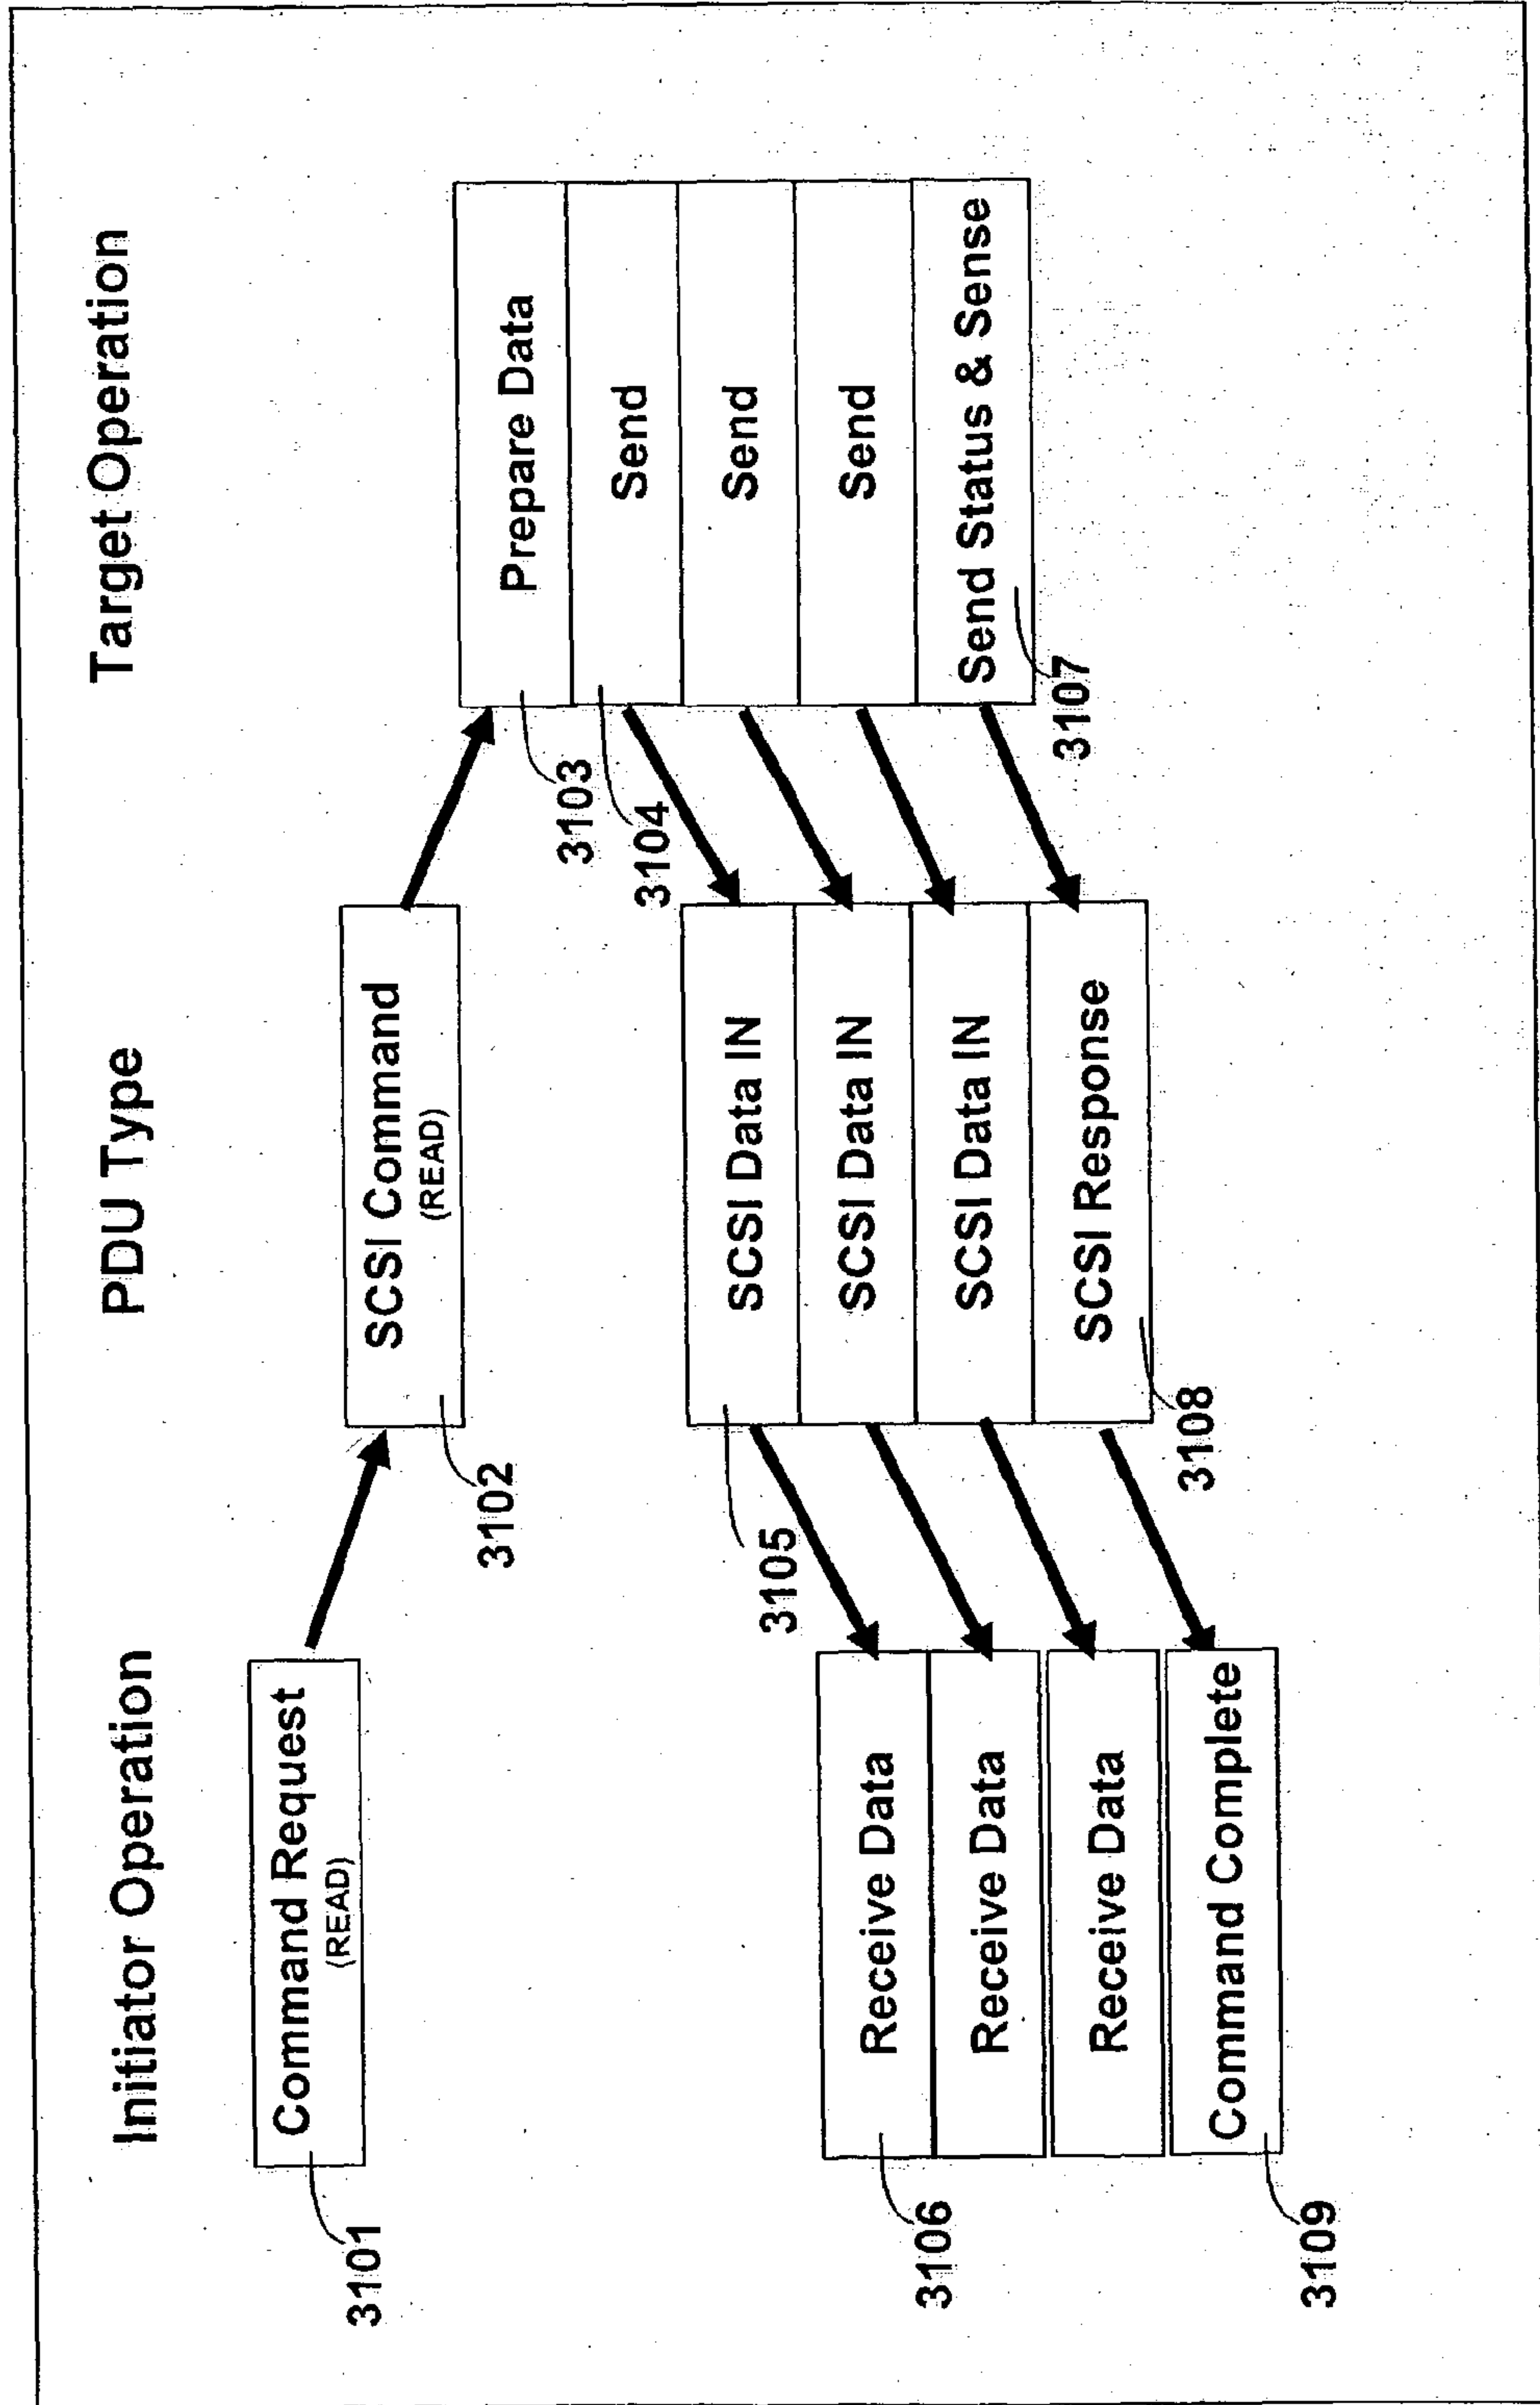 Initiator Operation
PDU Type
Target Operation
Command Request
(READ)
3101
SCSI Command
(READ)
3102
Prepare Data
3103
Send
3104
Send
Send
Send Status & Sense
3107
SCSI Data IN
3105
SCSI Data IN
SCSI Data IN
SCSI Response
3108
Receive Data
3106
Receive Data
Receive Data
Command Complete
3109